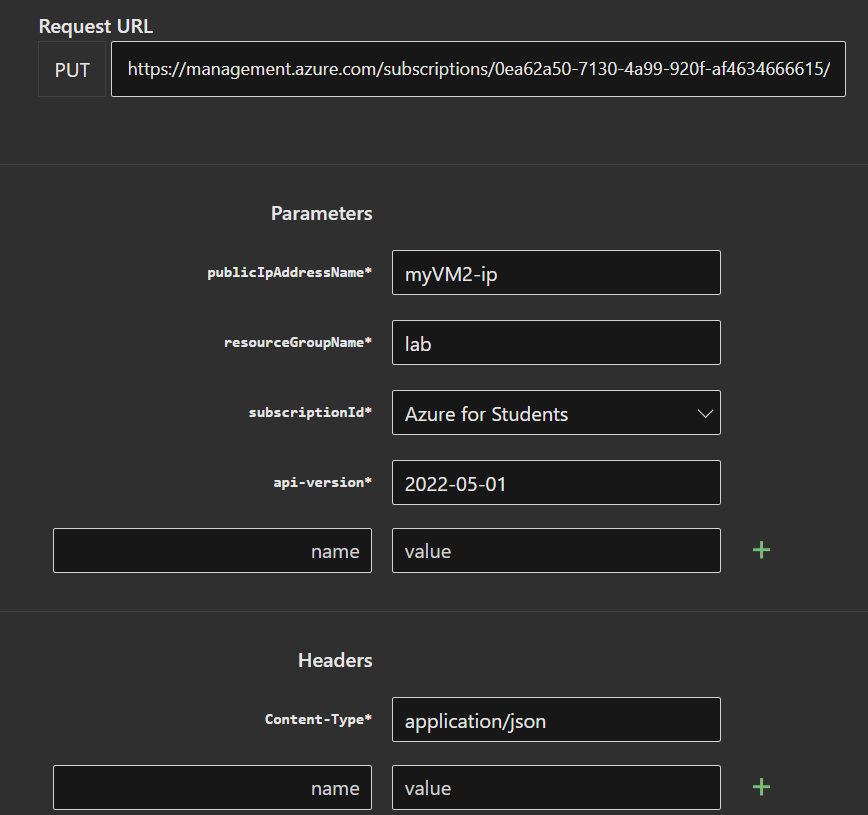 Request URL
PUT https://management.azure.com/subscriptions/0ea62a50-7130-4a99-920f-af4634666615/
Parameters
publicIpAddressName* myVM2-ip
resourceGroupName* lab
subscriptionId* Azure for Students
api-version* 2022-05-01
name value +
Headers
Content-Type* application/json
name value +